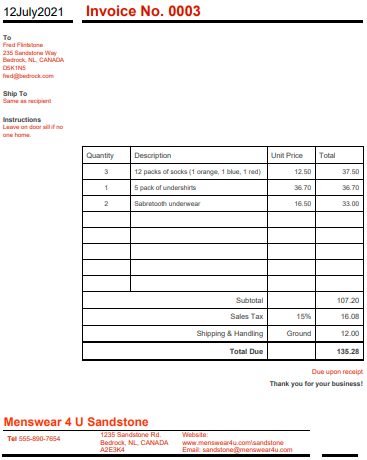 12July2021 Invoice No. 0003
To
Fred Flintstone
235 Sandstone Way
Bedrock, NL, CANADA
D5K1N5
fred@bedrock.com
Ship To
Same as recipient
Instructions
Leave on door sill if no
one home.
Quantity Description Unit Price Total
3 12 packs of socks (1 orange, 1 blue, 1 red) 12.50 37.50
1 5 pack of undershirts 36.70 36.70
2 Sabretooth underwear 16.50 33.00
Subtotal 107.20
Sales Tax 15% 16.08
Shipping & Handling Ground 12.00
Total Due 135.28
Due upon receipt
Thank you for your business!
Menswear 4 U Sandstone
Tel 555-890-7654
1235 Sandstone Rd.
Bedrock, NL, CANADA
A2E3K4
Website:
www.menswear4u.com\sandstone
Email: sandstone@menswear4u.com